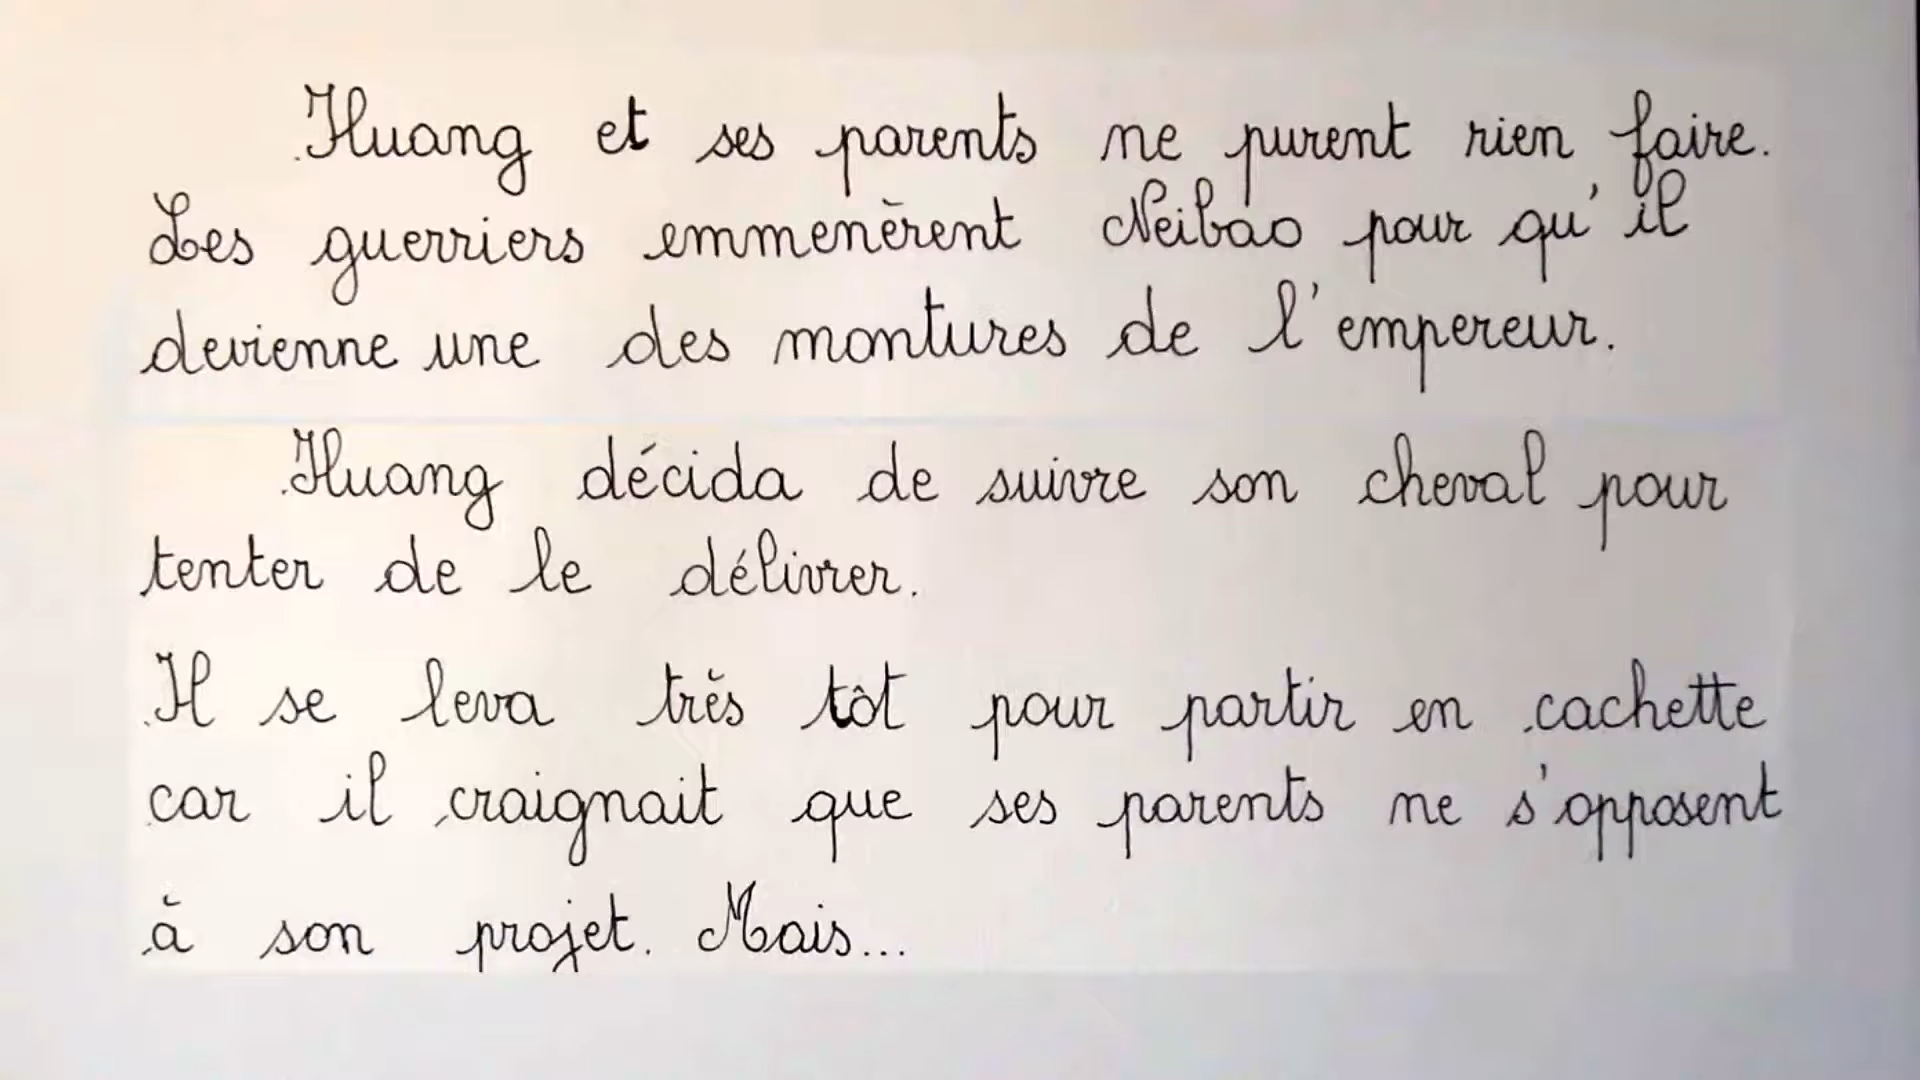 Huang et ses parents ne purent rien faire.
Les guerriers emmenèrent Neibao pour qu'il
devienne une des montures de l'empereur.
Huang décida de suivre son cheval pour
tenter de le délivrer.
Il se leva très tôt pour partir en cachette
car il craignait que ses parents ne s'opposent
à son projet. Mais...